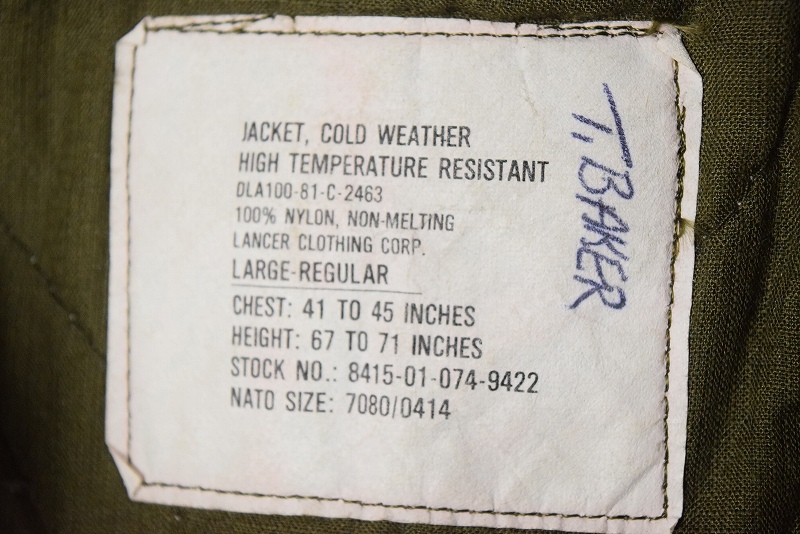 JACKET, COLD WEATHER
HIGH TEMPERATURE RESISTANT
DLA100-81-C-2463
100% NYLON, NON-MELTING
LANCER CLOTHING CORP.
LARGE-REGULAR
CHEST: 41 TO 45 INCHES
HEIGHT: 67 TO 71 INCHES
STOCK NO.: 8415-01-074-9422
NATO SIZE: 7080/0414
T. BAKER